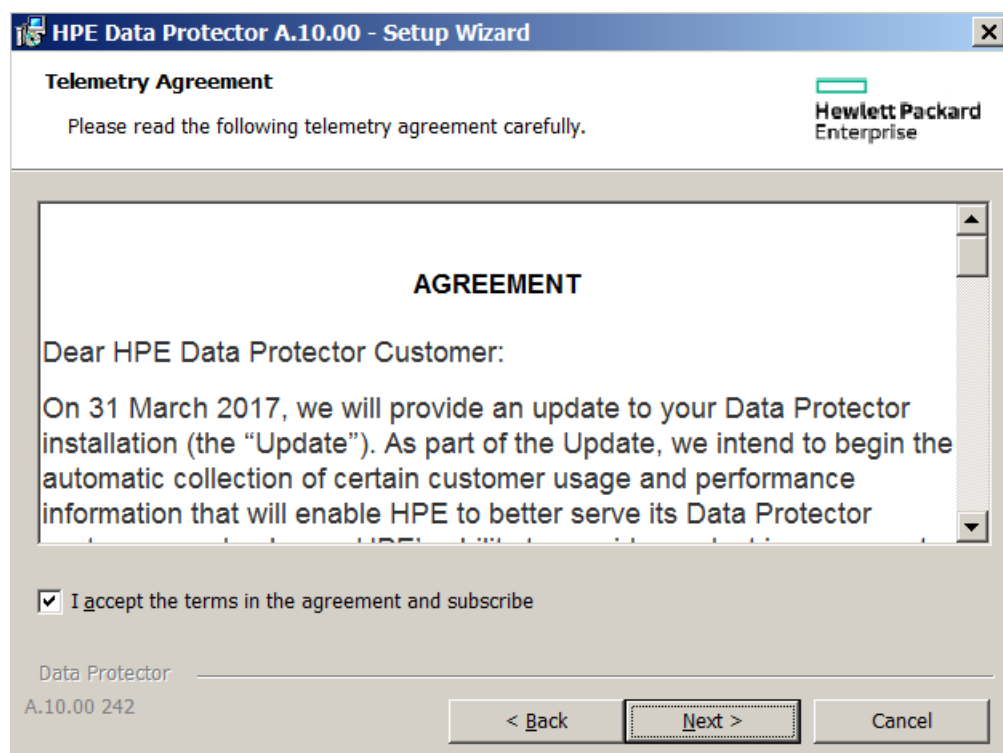 HPE Data Protector A.10.00 - Setup Wizard
Telemetry Agreement
Please read the following telemetry agreement carefully.
Hewlett Packard
Enterprise
AGREEMENT
Dear HPE Data Protector Customer:
On 31 March 2017, we will provide an update to your Data Protector
installation (the “Update”). As part of the Update, we intend to begin the
automatic collection of certain customer usage and performance
information that will enable HPE to better serve its Data Protector
I accept the terms in the agreement and subscribe
Data Protector
A.10.00 242
< Back
Next >
Cancel